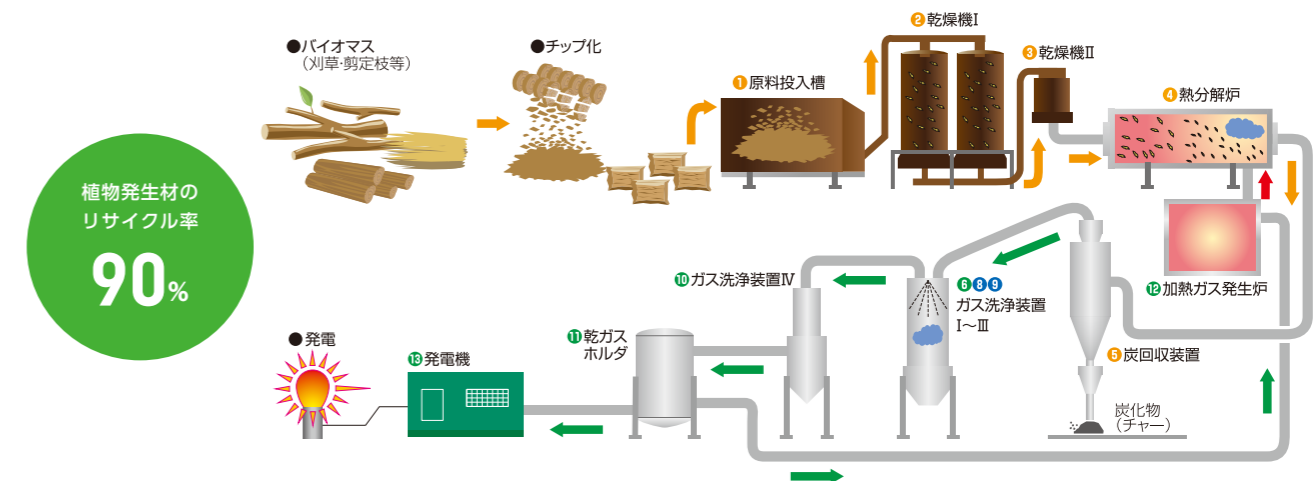 植物発生材の
リサイクル率
90%
●バイオマス
（刈草・剪定枝等）
●チップ化
❶原料投入槽
❷乾燥機Ⅰ
❸乾燥機Ⅱ
❹熱分解炉
⓬加熱ガス発生炉
❺炭回収装置
炭化物
（チャー）
❻❽❾
ガス洗浄装置
Ⅰ〜Ⅲ
❿ガス洗浄装置Ⅳ
⓫乾ガス
ホルダ
⓭発電機
●発電